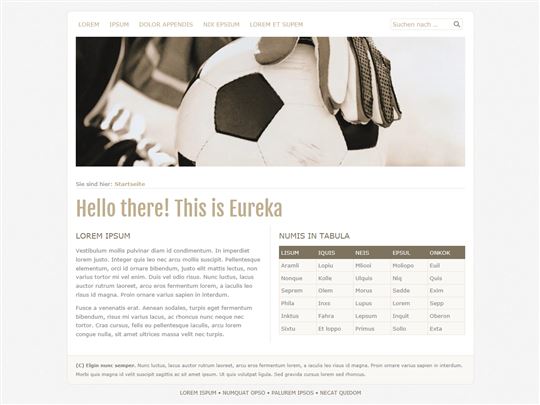 LOREM IPSUM DOLOR APPENDIS NIX EPSIUM LOREM ET SUPEM
Suchen nach ...
Sie sind hier: Startseite
Hello there! This is Eureka
LOREM IPSUM
Vestibulum mollis pulvinar diam id condimentum. In imperdiet
lorem justo. Integer quis leo nec arcu mollis suscipit. Pellentesque
elementum, orci id ornare bibendum, justo elit mattis lectus, non
varius tortor mi vel enim. Duis vel odio risus. Nunc luctus, lacus
auctor rutrum laoreet, arcu eros fermentum lorem, a iaculis leo
risus id magna. Proin ornare varius sapien in interdum.
Fusce a venenatis erat. Aenean sodales, turpis eget fermentum
bibendum, risus mi varius lacus, ac rhoncus nunc neque nec
tortor. Cras cursus, felis eu pellentesque iaculis, arcu lorem
congue nulla, sit amet ultrices massa velit nec turpis.
NUMIS IN TABULA
LISUM IQUIS NEIS EPSUL ONKOK
Aramli Loplu Mlioni Moliopo Euil
Nonque Kolle Ulquis Niq Quis
Seprem Olem Morus Sadde Exim
Phila Inxs Lupus Lorem Sepp
Inktus Fahra Lepsum Inquit Oberon
Sixtu Et loppo Primus Sollo Exta
(C) Eligin nunc semper. Nunc luctus, lacus auctor rutrum laoreet, arcu eros fermentum lorem, a iaculis leo risus id magna. Proin ornare varius sapien in interdum.
Morbi quis magna id velit suscipit sagittis ac sit amet ipsum. Ut quis volutpat ligula. Sed gravida cursus lorem sed rhoncus.
LOREM ISPUM • NUMQUAT OPSO • PALUREM IPSOS • NECAT QUIDOM